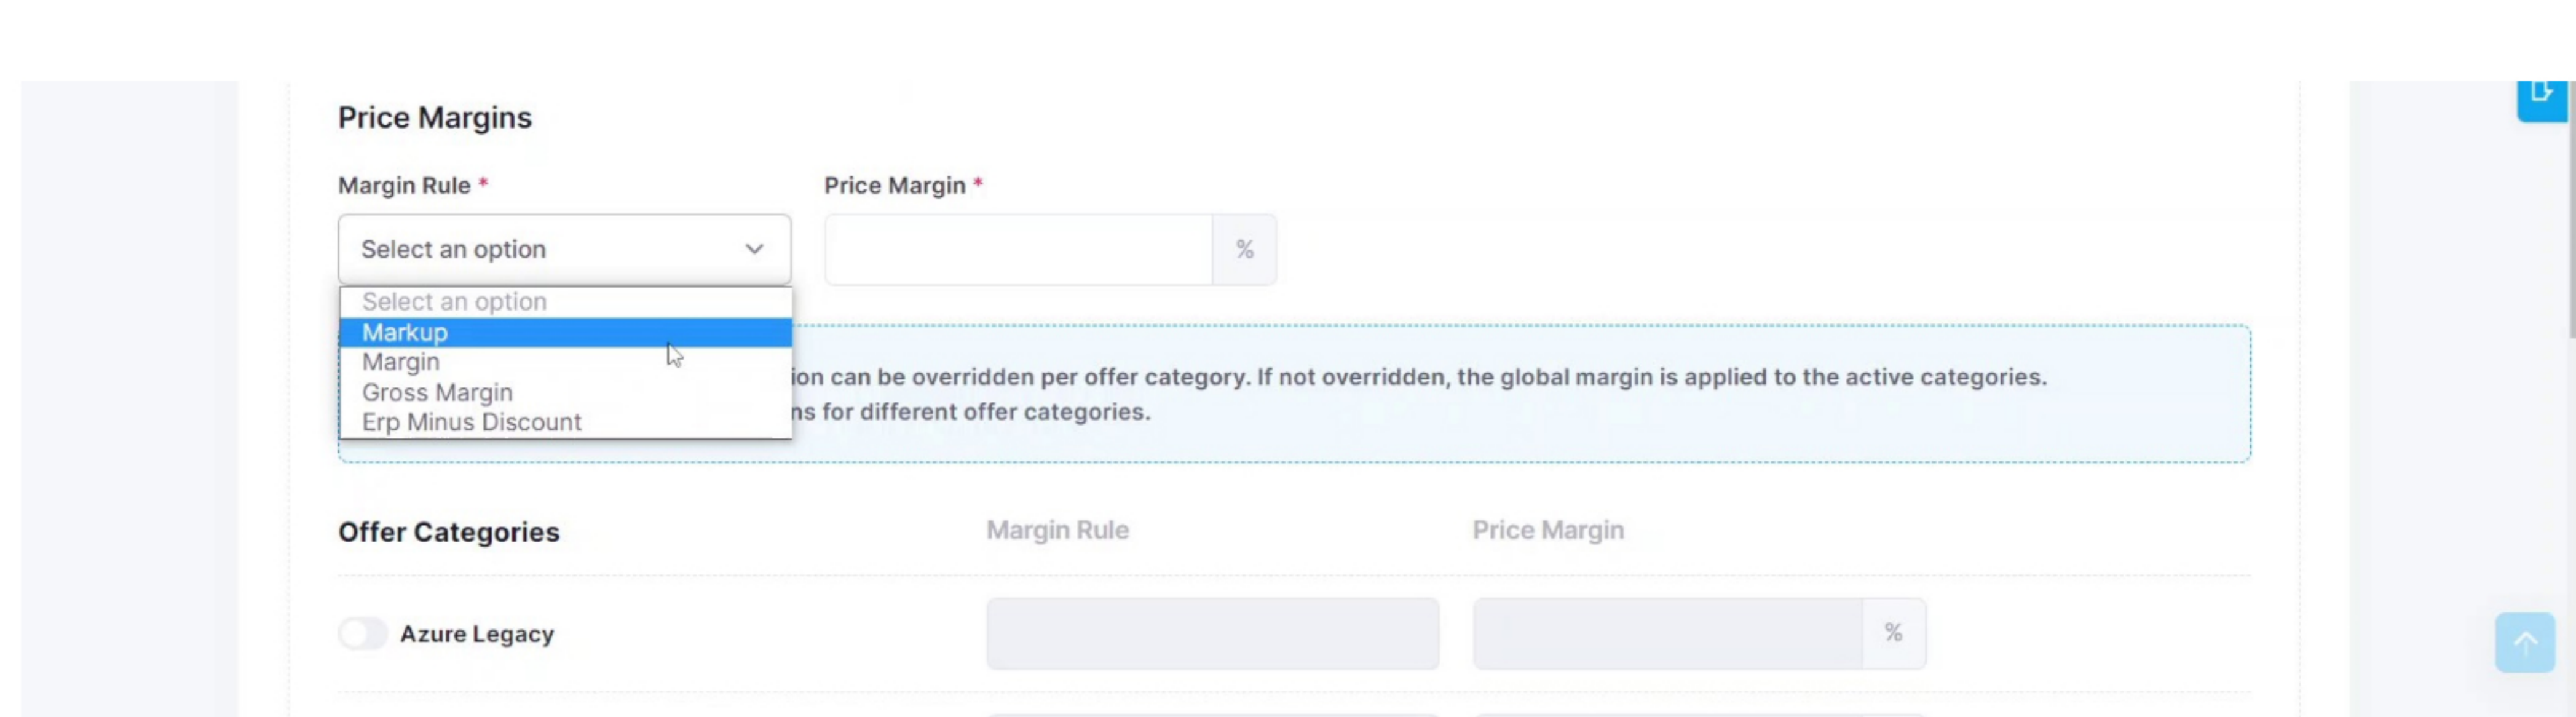 Price Margins
Margin Rule * Price Margin *
Select an option %
Select an option
Markup
Margin
Gross Margin
Erp Minus Discount
can be overridden per offer category. If not overridden, the global margin is applied to the active categories.
for different offer categories.
Offer Categories Margin Rule Price Margin
Azure Legacy %